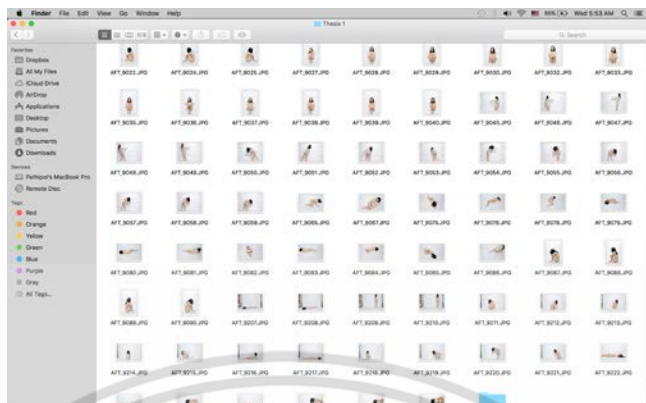 Finder File Edit View Go Window Help 85% Wed 5:53 AM
Thesis 1
Search
Favorites
Dropbox
All My Files
iCloud Drive
AirDrop
Applications
Desktop
Pictures
Documents
Downloads
Devices
Remote Disc
Tags
Red
Orange
Yellow
Green
Blue
Purple
Gray
All Tags...
AFT_9022.JPG AFT_9024.JPG AFT_9025.JPG AFT_9027.JPG AFT_9028.JPG AFT_9029.JPG AFT_9030.JPG AFT_9032.JPG AFT_9033.JPG
AFT_9035.JPG AFT_9036.JPG AFT_9037.JPG AFT_9038.JPG AFT_9039.JPG AFT_9040.JPG AFT_9045.JPG AFT_9046.JPG AFT_9047.JPG
AFT_9048.JPG AFT_9049.JPG AFT_9050.JPG AFT_9051.JPG AFT_9052.JPG AFT_9053.JPG AFT_9054.JPG AFT_9055.JPG AFT_9056.JPG
AFT_9057.JPG AFT_9058.JPG AFT_9059.JPG AFT_9065.JPG AFT_9067.JPG AFT_9075.JPG AFT_9076.JPG AFT_9078.JPG AFT_9079.JPG
AFT_9080.JPG AFT_9081.JPG AFT_9082.JPG AFT_9083.JPG AFT_9084.JPG AFT_9085.JPG AFT_9086.JPG AFT_9087.JPG AFT_9088.JPG
AFT_9089.JPG AFT_9090.JPG AFT_9207.JPG AFT_9208.JPG AFT_9209.JPG AFT_9210.JPG AFT_9211.JPG AFT_9212.JPG AFT_9213.JPG
AFT_9214.JPG AFT_9215.JPG AFT_9216.JPG AFT_9217.JPG AFT_9218.JPG AFT_9219.JPG AFT_9220.JPG AFT_9221.JPG AFT_9222.JPG